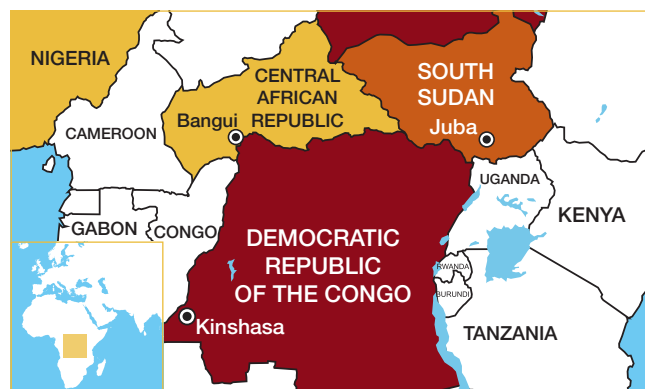 NIGERIA
CENTRAL
AFRICAN
REPUBLIC
SOUTH
SUDAN
CAMEROON
Bangui
Juba
UGANDA
GABON
CONGO
KENYA
DEMOCRATIC
REPUBLIC
OF THE CONGO
RWANDA
BURUNDI
Kinshasa
TANZANIA